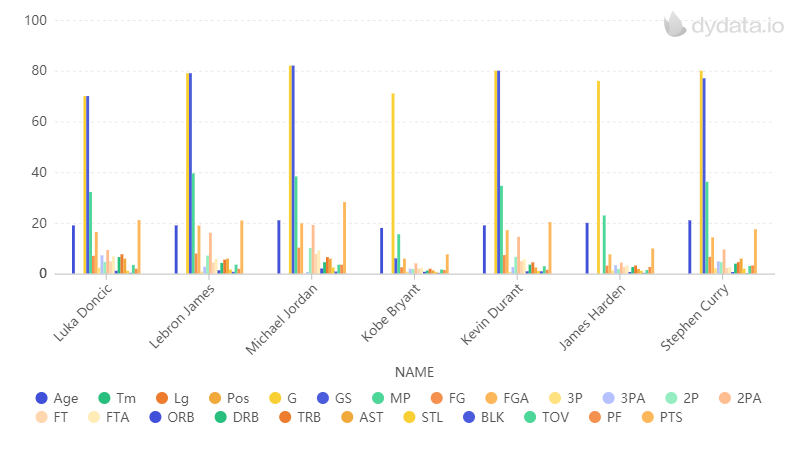 100
dydata.io
80
60
40
20
0
Luka Doncic
Lebron James
Michael Jordan
Kobe Bryant
Kevin Durant
James Harden
Stephen Curry
NAME
Age Tm Lg Pos G GS MP FG FGA 3P 3PA 2P 2PA
FT FTA ORB DRB TRB AST STL BLK TOV PF PTS